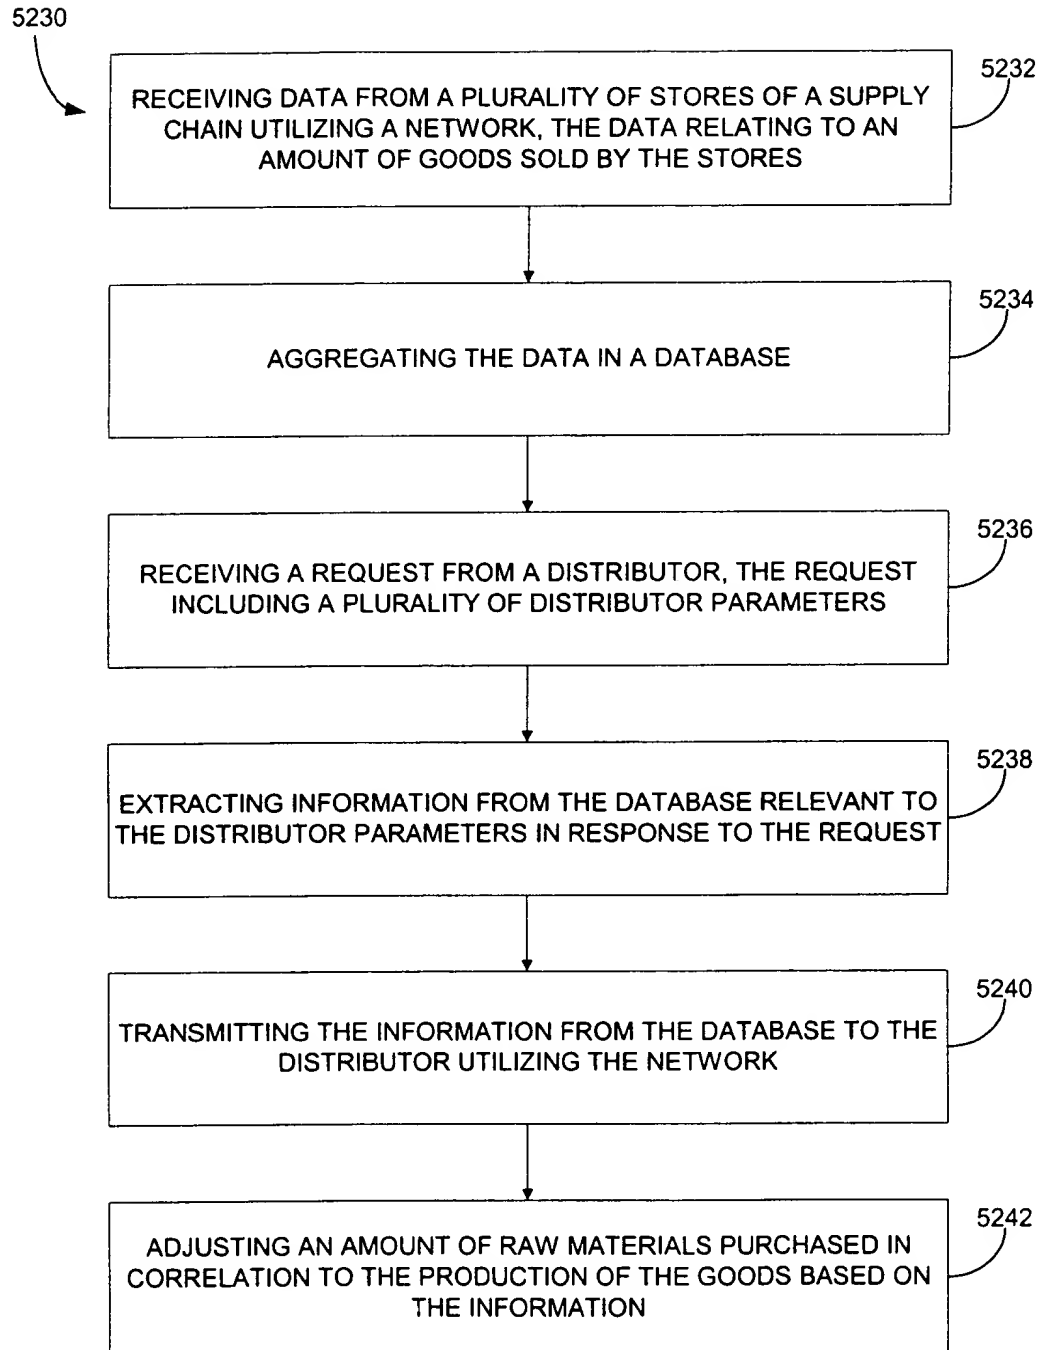 5230
5232
RECEIVING DATA FROM A PLURALITY OF STORES OF A SUPPLY
CHAIN UTILIZING A NETWORK, THE DATA RELATING TO AN
AMOUNT OF GOODS SOLD BY THE STORES
5234
AGGREGATING THE DATA IN A DATABASE
5236
RECEIVING A REQUEST FROM A DISTRIBUTOR, THE REQUEST
INCLUDING A PLURALITY OF DISTRIBUTOR PARAMETERS
5238
EXTRACTING INFORMATION FROM THE DATABASE RELEVANT TO
THE DISTRIBUTOR PARAMETERS IN RESPONSE TO THE REQUEST
5240
TRANSMITTING THE INFORMATION FROM THE DATABASE TO THE
DISTRIBUTOR UTILIZING THE NETWORK
5242
ADJUSTING AN AMOUNT OF RAW MATERIALS PURCHASED IN
CORRELATION TO THE PRODUCTION OF THE GOODS BASED ON
THE INFORMATION